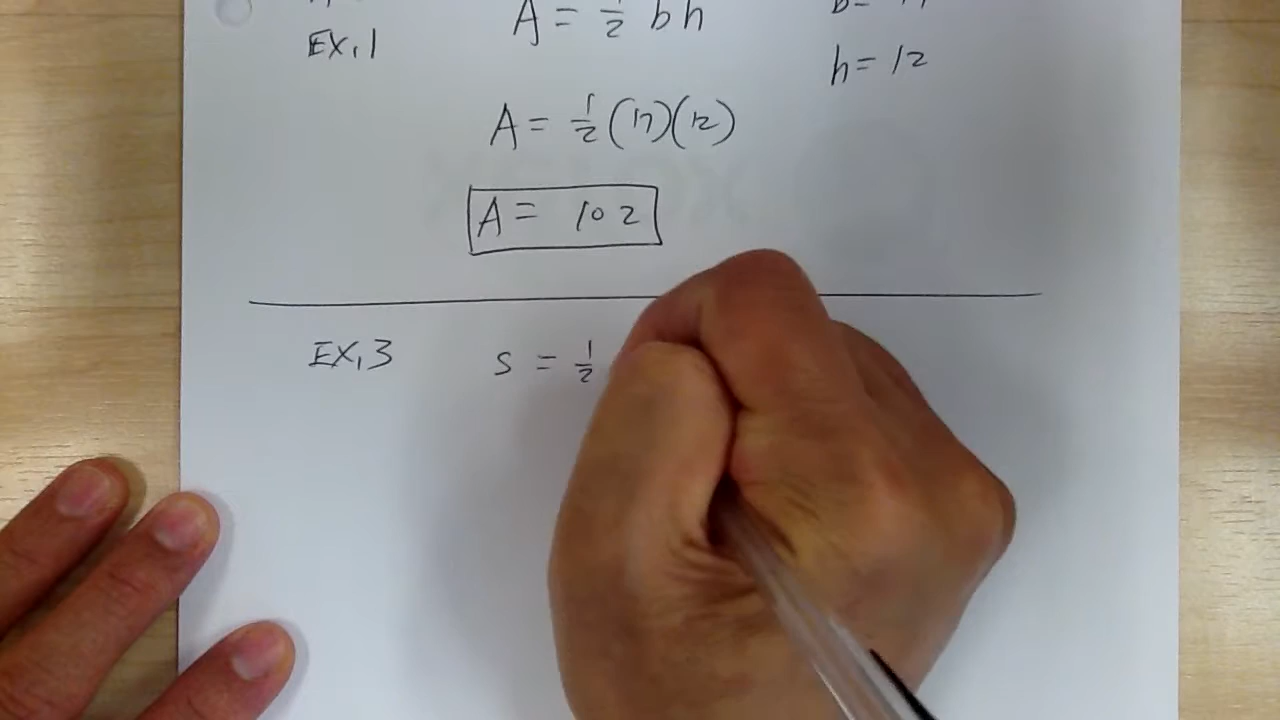 A = 1/2 b h
EX, 1
h = 12
A = 1/2 (17)(12)
A = 102
EX, 3 s = 1/2